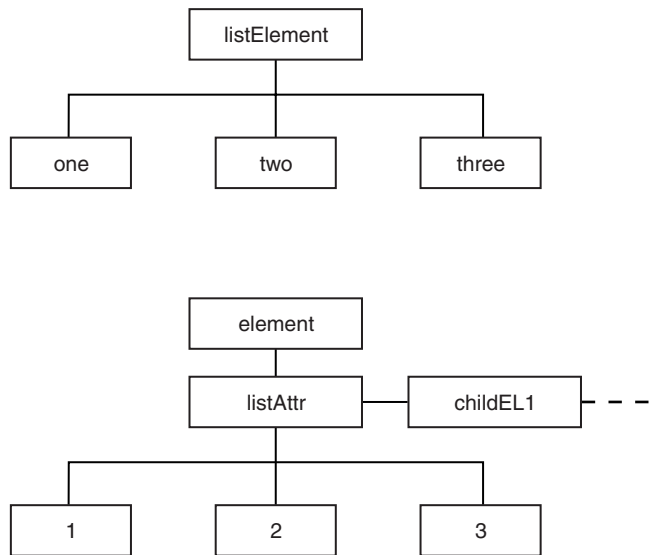 listElement
one
two
three
element
listAttr
childEL1
1
2
3